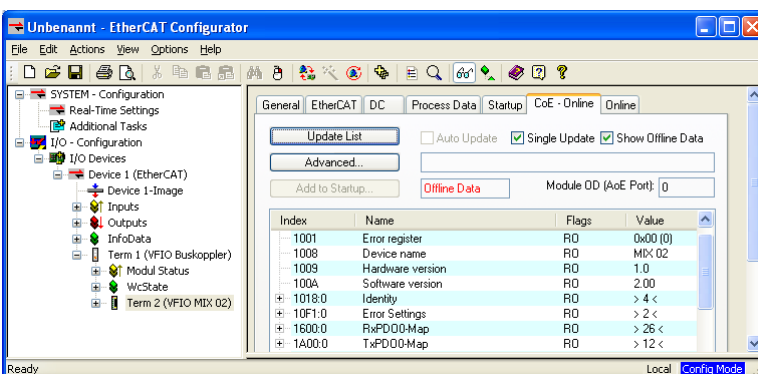 Unbenannt - EtherCAT Configurator
File Edit Actions View Options Help
SYSTEM - Configuration
Real-Time Settings
Additional Tasks
I/O - Configuration
I/O Devices
Device 1 (EtherCAT)
Device 1-Image
Inputs
Outputs
InfoData
Term 1 (VFIO Buskoppler)
Modul Status
WcState
Term 2 (VFIO MIX 02)
General EtherCAT DC Process Data Startup CoE - Online Online
Update List Auto Update Single Update Show Offline Data
Advanced...
Add to Startup... Offline Data Module OD (AoE Port): 0
Index Name Flags Value
1001 Error register RO 0x00 (0)
1008 Device name RO MIX 02
1009 Hardware version RO 1.0
100A Software version RO 2.00
1018:0 Identity RO > 4 <
10F1:0 Error Settings RO > 2 <
1600:0 RxPDO0-Map RO > 26 <
1A00:0 TxPDO0-Map RO > 12 <
Ready Local Config Mode